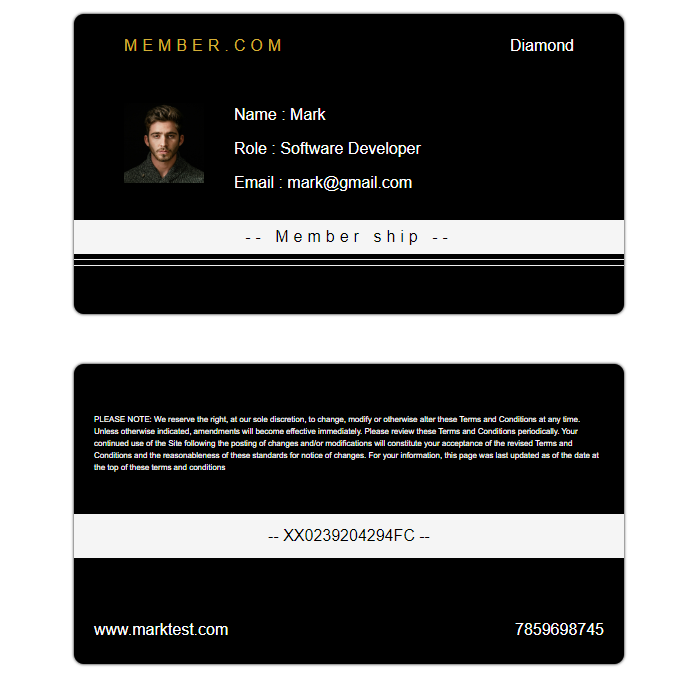 MEMBER.COM
Diamond
Name : Mark
Role : Software Developer
Email : mark@gmail.com
-- Member ship --
PLEASE NOTE: We reserve the right, at our sole discretion, to change, modify or otherwise alter these Terms and Conditions at any time.
Unless otherwise indicated, amendments will become effective immediately. Please review these Terms and Conditions periodically. Your
continued use of the Site following the posting of changes and/or modifications will constitute your acceptance of the revised Terms and
Conditions and the reasonableness of these standards for notice of changes. For your information, this page was last updated as of the date at
the top of these terms and conditions
-- XX0239204294FC --
www.marktest.com
7859698745